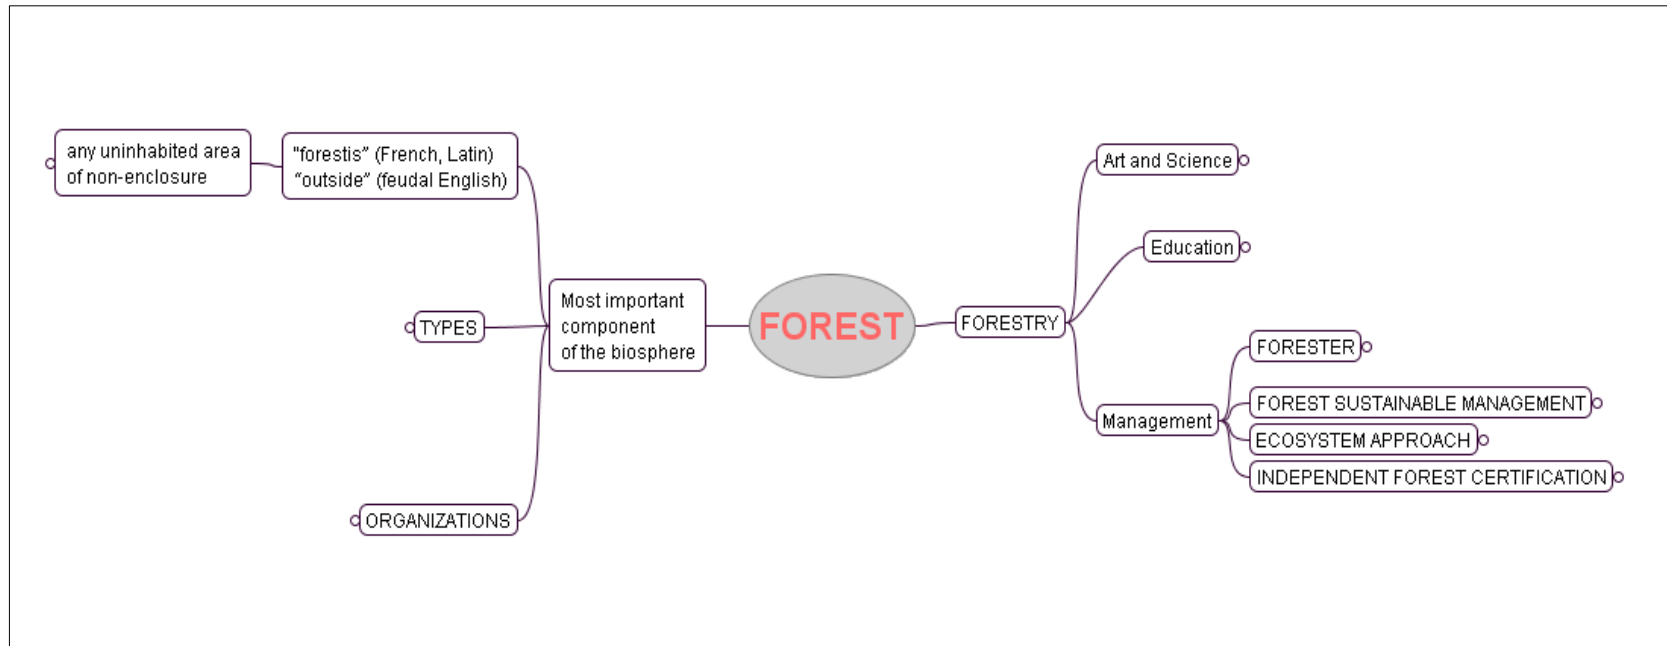 any uninhabited area
of non-enclosure
"forestis” (French, Latin)
“outside” (feudal English)
TYPES
ORGANIZATIONS
Most important
component
of the biosphere
FOREST
FORESTRY
Art and Science
Education
Management
FORESTER
FOREST SUSTAINABLE MANAGEMENT
ECOSYSTEM APPROACH
INDEPENDENT FOREST CERTIFICATION